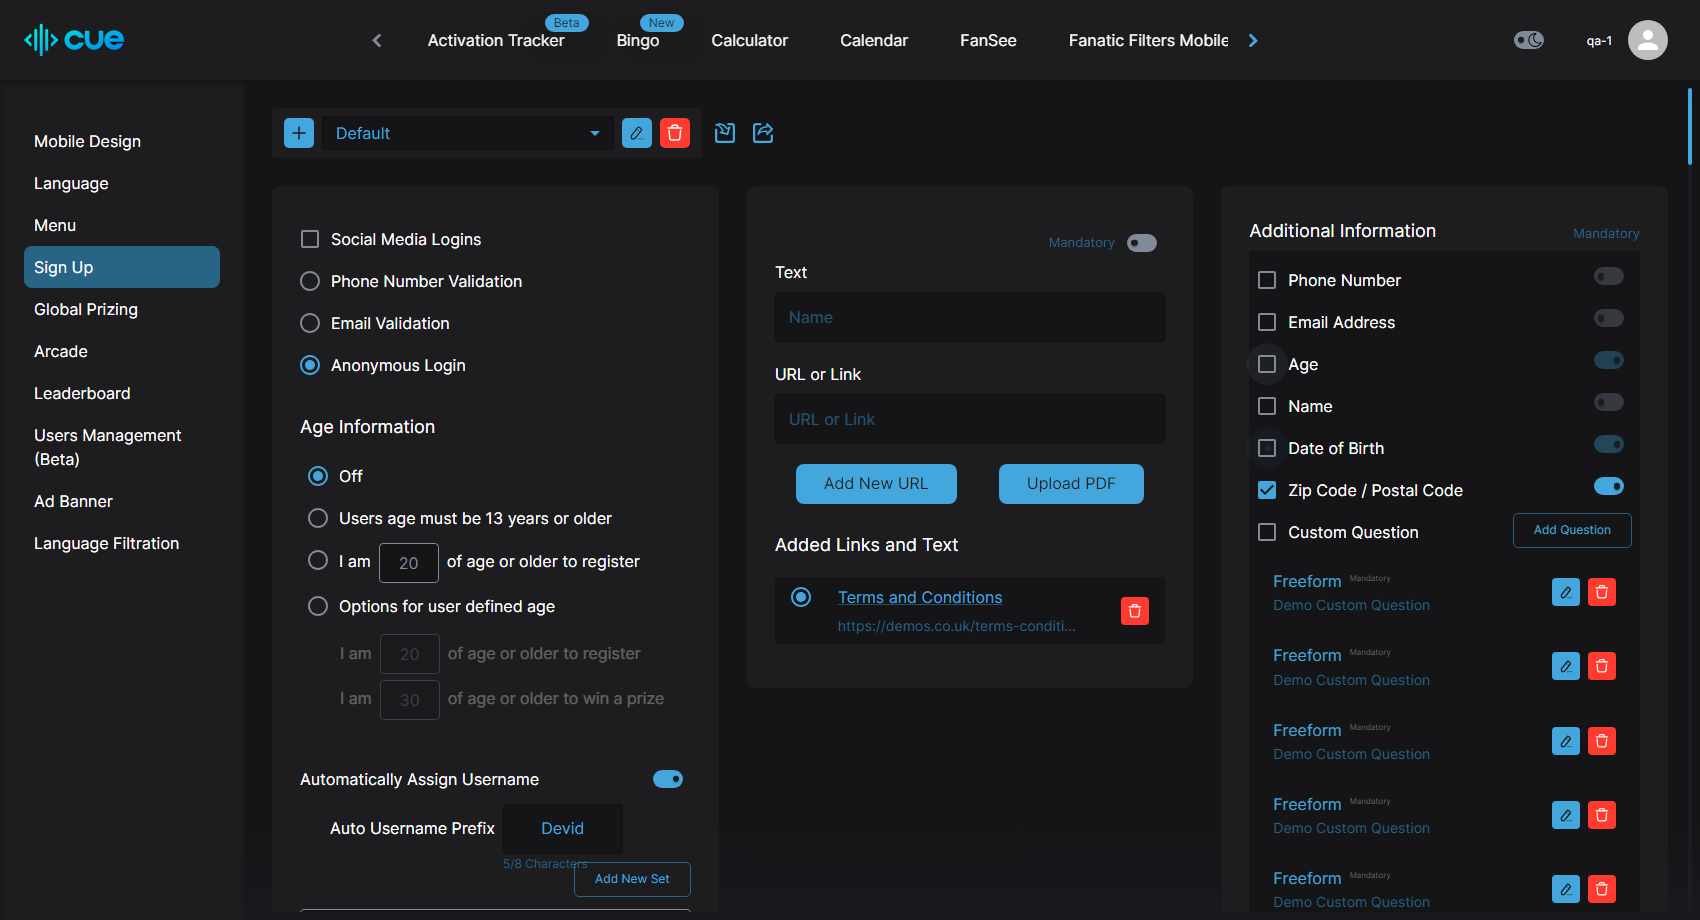 cue
Activation Tracker
Beta
Bingo
New
Calculator
Calendar
FanSee
Fanatic Filters Mobile
qa-1
Mobile Design
Language
Menu
Sign Up
Global Prizing
Arcade
Leaderboard
Users Management
(Beta)
Ad Banner
Language Filtration
Default
Social Media Logins
Phone Number Validation
Email Validation
Anonymous Login
Age Information
Off
Users age must be 13 years or older
I am 20 of age or older to register
Options for user defined age
I am 20 of age or older to register
I am 30 of age or older to win a prize
Automatically Assign Username
Auto Username Prefix Devid
5/8 Characters
Add New Set
Mandatory
Text
Name
URL or Link
URL or Link
Add New URL
Upload PDF
Added Links and Text
Terms and Conditions
https://demos.co.uk/terms-conditi...
Additional Information
Mandatory
Phone Number
Email Address
Age
Name
Date of Birth
Zip Code / Postal Code
Custom Question
Add Question
Freeform Mandatory
Demo Custom Question
Freeform Mandatory
Demo Custom Question
Freeform Mandatory
Demo Custom Question
Freeform Mandatory
Demo Custom Question
Freeform Mandatory
Demo Custom Question